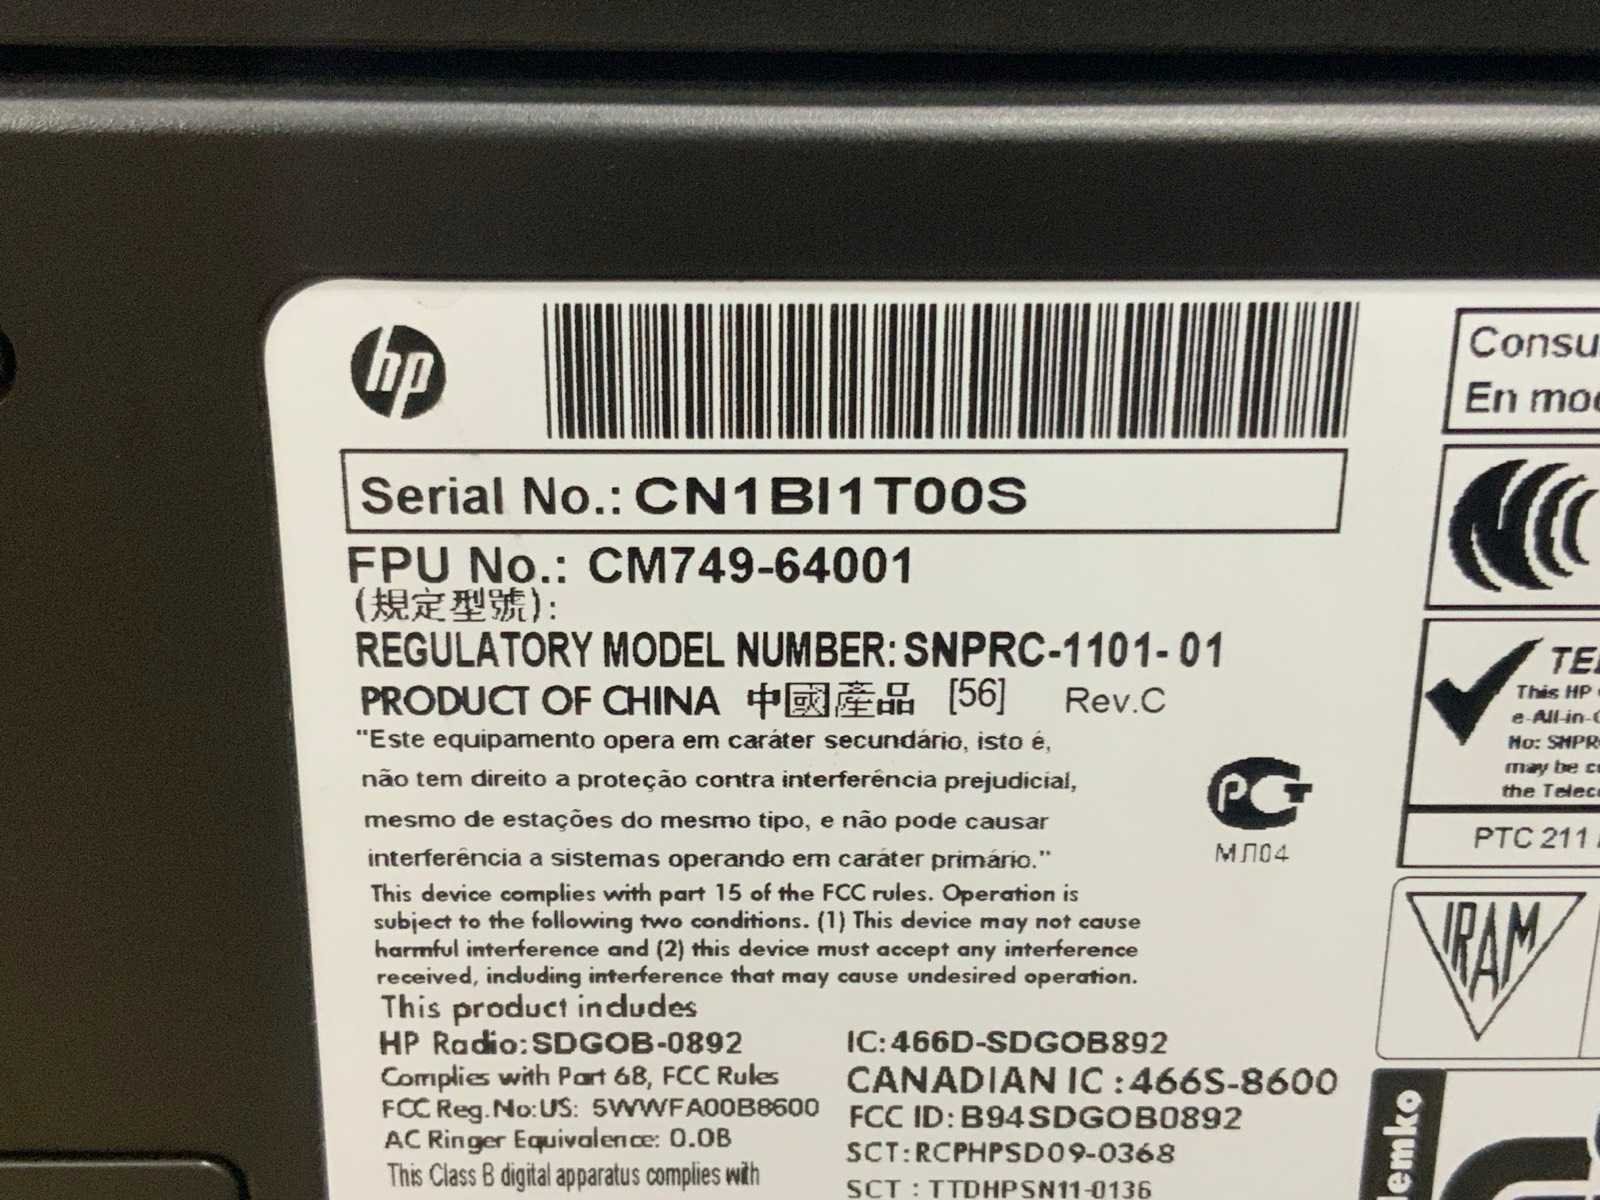 hp
Serial No.: CN1BI1T00S
FPU No.: CM749-64001
(規定型號):
REGULATORY MODEL NUMBER: SNPRC-1101-01
PRODUCT OF CHINA 中國產品 [56] Rev.C
"Este equipamento opera em caráter secundário, isto é,
não tem direito a proteção contra interferência prejudicial,
mesmo de estações do mesmo tipo, e não pode causar
interferência a sistemas operando em caráter primário."
PCT
МЛ04
This device complies with part 15 of the FCC rules. Operation is
subject to the following two conditions. (1) This device may not cause
harmful interference and (2) this device must accept any interference
received, including interference that may cause undesired operation.
This product includes
HP Radio: SDGOB-0892
Complies with Part 68, FCC Rules
FCC Reg.No:US: 5WWFA00B8600
AC Ringer Equivalence: 0.0B
This Class B digital apparatus complies with
IC: 466D-SDGOB892
CANADIAN IC : 466S-8600
FCC ID: B94SDGOB0892
SCT: RCPHPSD09-0368
SCT : TTDHPSN11-0136
Consu
En mod
N
TEL
This HP
e-All-in-O
No: SNPR
may be c
the Telec
PTC 211
IRAM
emko